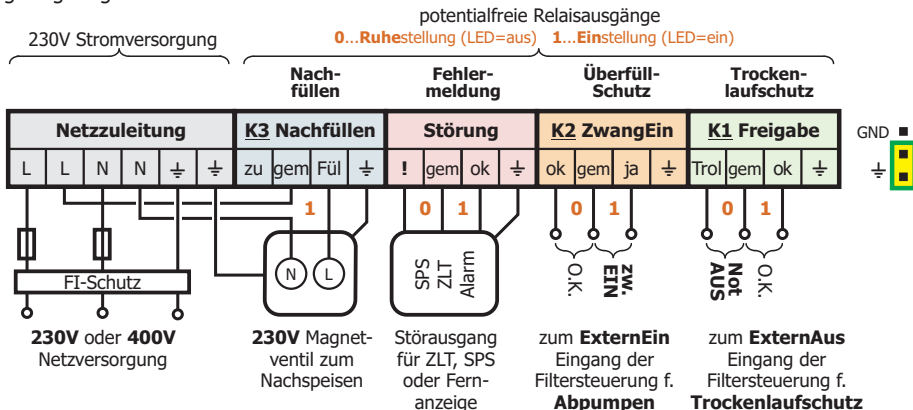 potentialfreie Relaisausgänge
230V Stromversorgung
0...Ruhestellung (LED=aus) 1...Einstellung (LED=ein)
Nach-
füllen
Fehler-
meldung
Überfüll-
Schutz
Trocken-
laufschutz
Netzzuleitung
K3 Nachfüllen
Störung
K2 ZwangEin
K1 Freigabe
GND
L L N N
zu gem Fül
! gem ok
ok gem ja
Trol gem ok
1
0 1
0 1
0 1
N L
SPS
ZLT
Alarm
O.K.
zw.
EIN
Not
AUS
O.K.
FI-Schutz
230V oder 400V
Netzversorgung
230V Magnet-
ventil zum
Nachspeisen
Störausgang
für ZLT, SPS
oder Fern-
anzeige
zum ExternEin
Eingang der
Filtersteuerung f.
Abpumpen
zum ExternAus
Eingang der
Filtersteuerung f.
Trockenlaufschutz